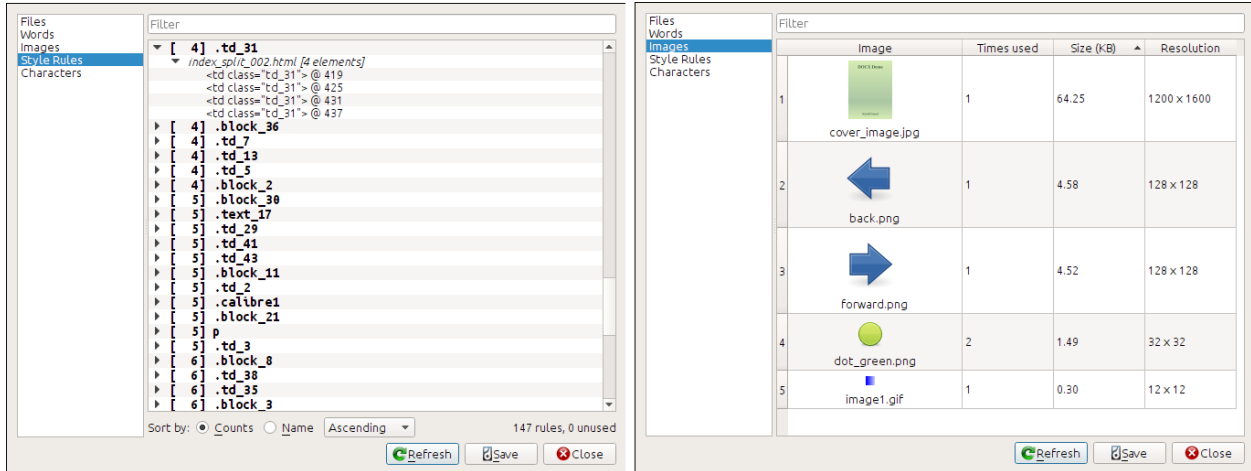 Files
Words
Images
Style Rules
Characters
Filter
[ 4] .td_31
index_split_002.html [4 elements]
<td class="td_31"> @ 419
<td class="td_31"> @ 425
<td class="td_31"> @ 431
<td class="td_31"> @ 437
[ 4] .block_36
[ 4] .td_7
[ 4] .td_13
[ 4] .td_5
[ 4] .block_2
[ 5] .block_30
[ 5] .text_17
[ 5] .td_29
[ 5] .td_41
[ 5] .td_43
[ 5] .block_11
[ 5] .td_2
[ 5] .calibre1
[ 5] .block_21
[ 5] p
[ 5] .td_3
[ 6] .block_8
[ 6] .td_38
[ 6] .td_35
[ 6] .block_3
Sort by: Counts Name Ascending 147 rules, 0 unused
Refresh Save Close
Files
Words
Images
Style Rules
Characters
Filter
Image Times used Size (KB) Resolution
DOCX Demo
1 1 64.25 1200 x 1600
cover_image.jpg
2 1 4.58 128 x 128
back.png
3 1 4.52 128 x 128
forward.png
4 2 1.49 32 x 32
dot_green.png
5 1 0.30 12 x 12
image1.gif
Refresh Save Close